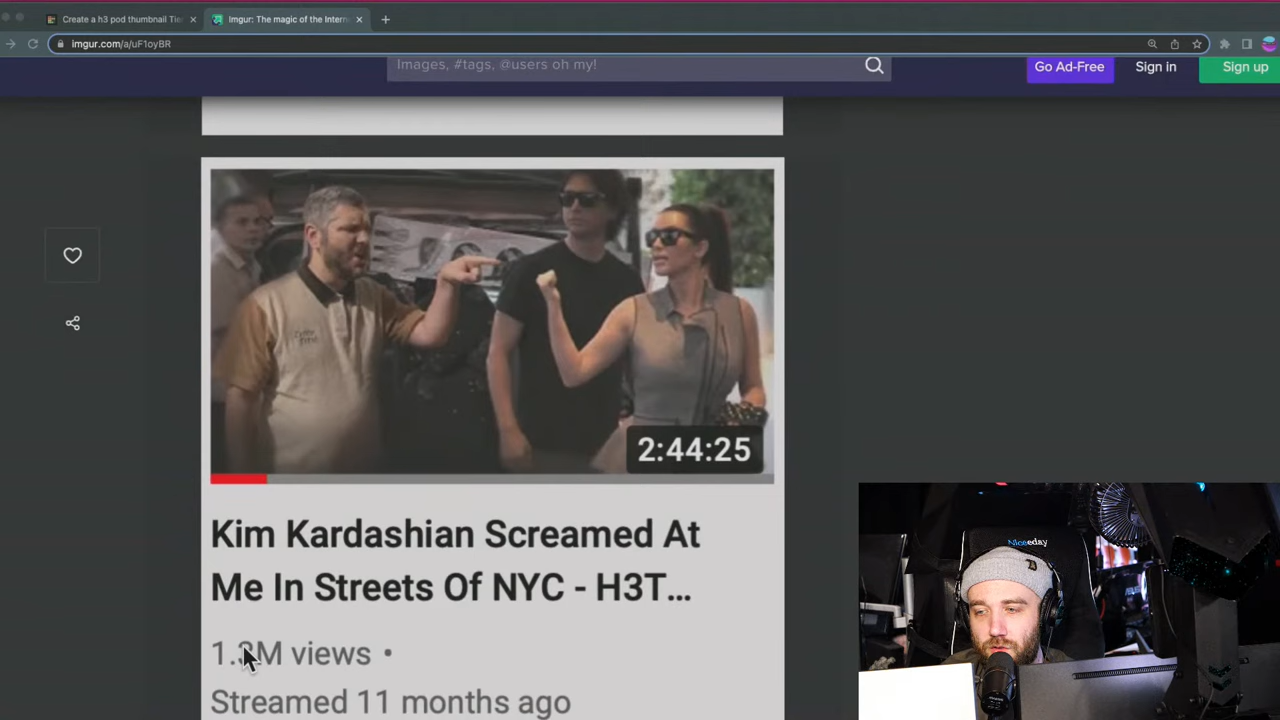 Create a h3 pod thumbnail Tier
Imgur: The magic of the Intern
imgur.com/a/uF1oyBR
Images, #tags, @users oh my!
Go Ad-Free
Sign in
Sign up
2:44:25
Kim Kardashian Screamed At
Me In Streets Of NYC - H3T...
views •
Streamed 11 months ago
Niceeday